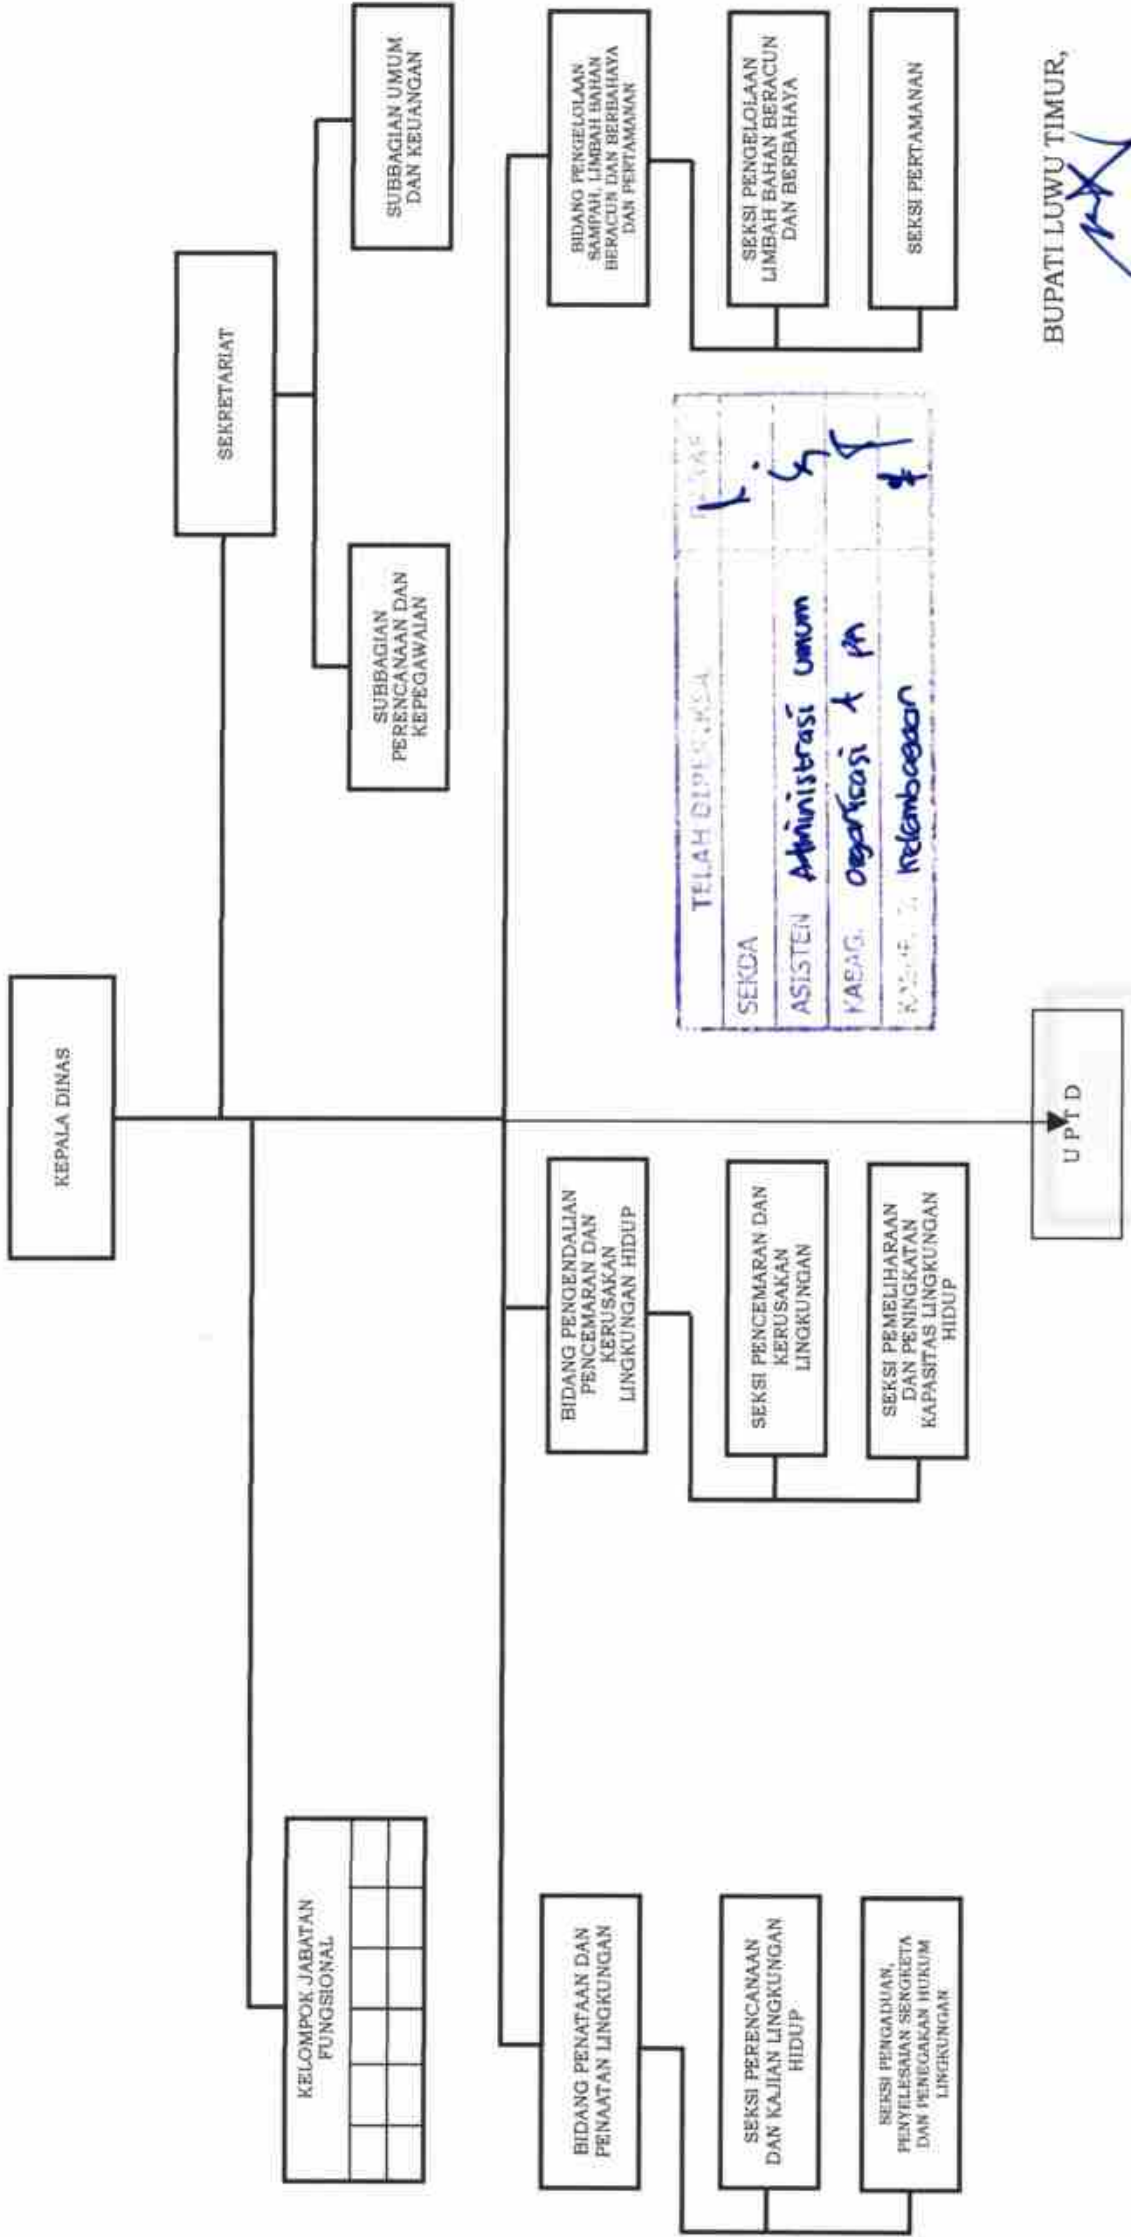 KEPALA DINAS
SEKRETARIAT
KELOMPOK JABATAN
FUNGSIONAL
SUBBAGIAN
PERENCANAAN DAN
KEPEGAWAIAN
SUBBAGIAN UMUM
DAN KEUANGAN
BIDANG PENATAAN DAN
PENAATAN LINGKUNGAN
BIDANG PENGENDALIAN
PENCEMARAN DAN
KERUSAKAN
LINGKUNGAN HIDUP
BIDANG PENGELOLAAN
SAMPAH, LIMBAH BAHAN
BERACUN DAN BERBAHAYA
DAN PERTAMANAN
SEKSI PERENCANAAN
DAN KAJIAN LINGKUNGAN
HIDUP
SEKSI PENCEMARAN DAN
KERUSAKAN
LINGKUNGAN
SEKSI PENGELOLAAN
LIMBAH BAHAN BERACUN
DAN BERBAHAYA
SEKSI PENGADUAN,
PENYELESAIAN SENGKETA
DAN PENEGAKAN HUKUM
LINGKUNGAN
SEKSI PEMELIHARAAN
DAN PENINGKATAN
KAPASITAS LINGKUNGAN
HIDUP
SEKSI PERTAMANAN
TELAH DIPERIKSA PARAF
SEKDA
ASISTEN Administrasi Umum
KABAG. Organisasi
Kelembagaan
UPTD
BUPATI LUWU TIMUR,